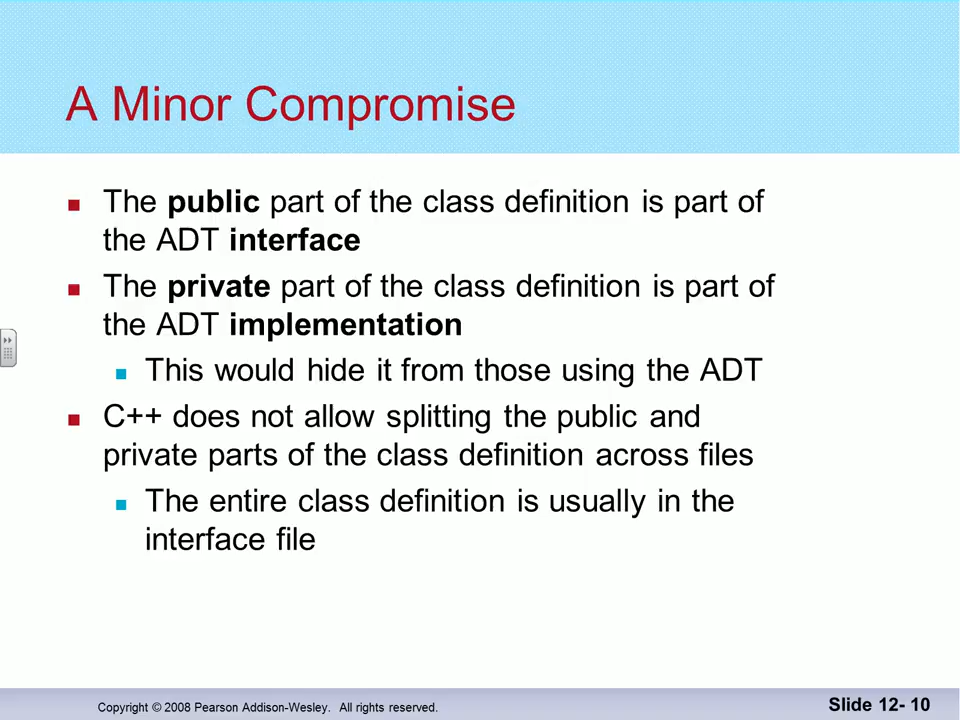 A Minor Compromise
The public part of the class definition is part of
the ADT interface
The private part of the class definition is part of
the ADT implementation
This would hide it from those using the ADT
C++ does not allow splitting the public and
private parts of the class definition across files
The entire class definition is usually in the
interface file
Copyright © 2008 Pearson Addison-Wesley. All rights reserved.
Slide 12- 10